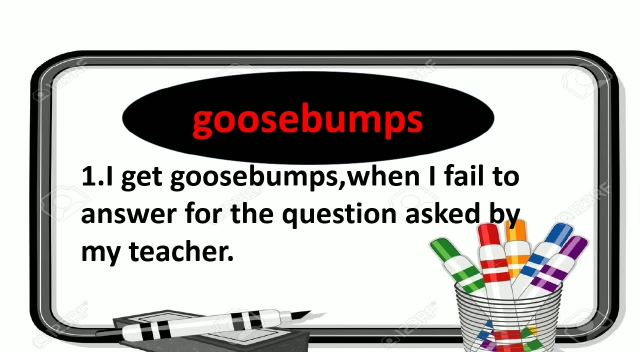 goosebumps
1.I get goosebumps,when I fail to
answer for the question asked by
my teacher.